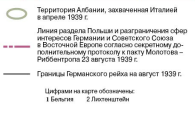 Территория Албании, захваченная Италией
в апреле 1939 г.
Линия раздела Польши и разграничения сфер
интересов Германии и Советского Союза
в Восточной Европе согласно секретному до-
полнительному протоколу к пакту Молотова –
Риббентропа 23 августа 1939 г.
Границы Германского рейха на август 1939 г.
Цифрами на карте обозначены:
1 Бельгия 2 Лихтенштейн